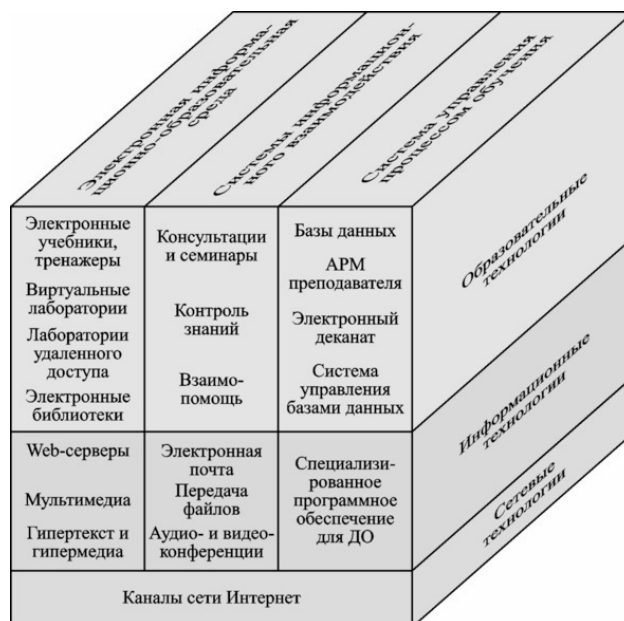 Электронная информа-
ционно-образовательная
среда
Системы информацион-
ного взаимодействия
Система управления
процессом обучения
Электронные
учебники,
тренажеры
Виртуальные
лаборатории
Лаборатории
удаленного
доступа
Электронные
библиотеки
Консультации
и семинары
Контроль
знаний
Взаимо-
помощь
Базы данных
АРМ
преподавателя
Электронный
деканат
Система
управления
базами данных
Образовательные
технологии
Web-серверы
Мультимедиа
Гипертекст и
гипермедиа
Электронная
почта
Передача
файлов
Аудио- и видео-
конференции
Специализи-
рованное
программное
обеспечение
для ДО
Информационные
технологии
Каналы сети Интернет
Сетевые
технологии